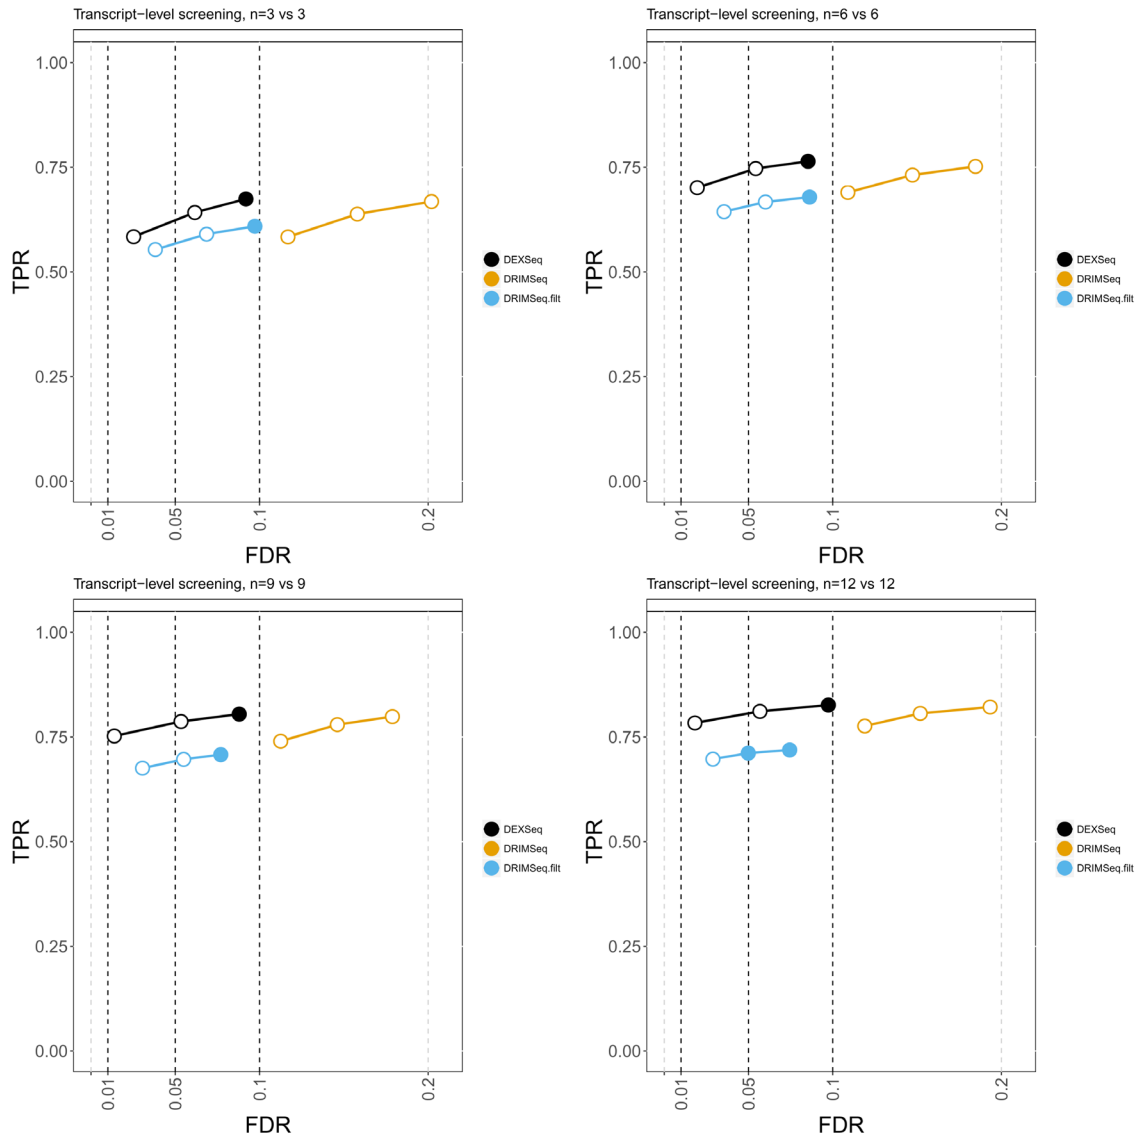 Transcript−level screening, n=3 vs 3
1.00
0.75
0.50
0.25
0.00
TPR
0.01
0.05
0.1
0.2
FDR
DEXSeq
DRIMSeq
DRIMSeq.filt
Transcript−level screening, n=6 vs 6
1.00
0.75
0.50
0.25
0.00
TPR
0.01
0.05
0.1
0.2
FDR
DEXSeq
DRIMSeq
DRIMSeq.filt
Transcript−level screening, n=9 vs 9
1.00
0.75
0.50
0.25
0.00
TPR
0.01
0.05
0.1
0.2
FDR
DEXSeq
DRIMSeq
DRIMSeq.filt
Transcript−level screening, n=12 vs 12
1.00
0.75
0.50
0.25
0.00
TPR
0.01
0.05
0.1
0.2
FDR
DEXSeq
DRIMSeq
DRIMSeq.filt